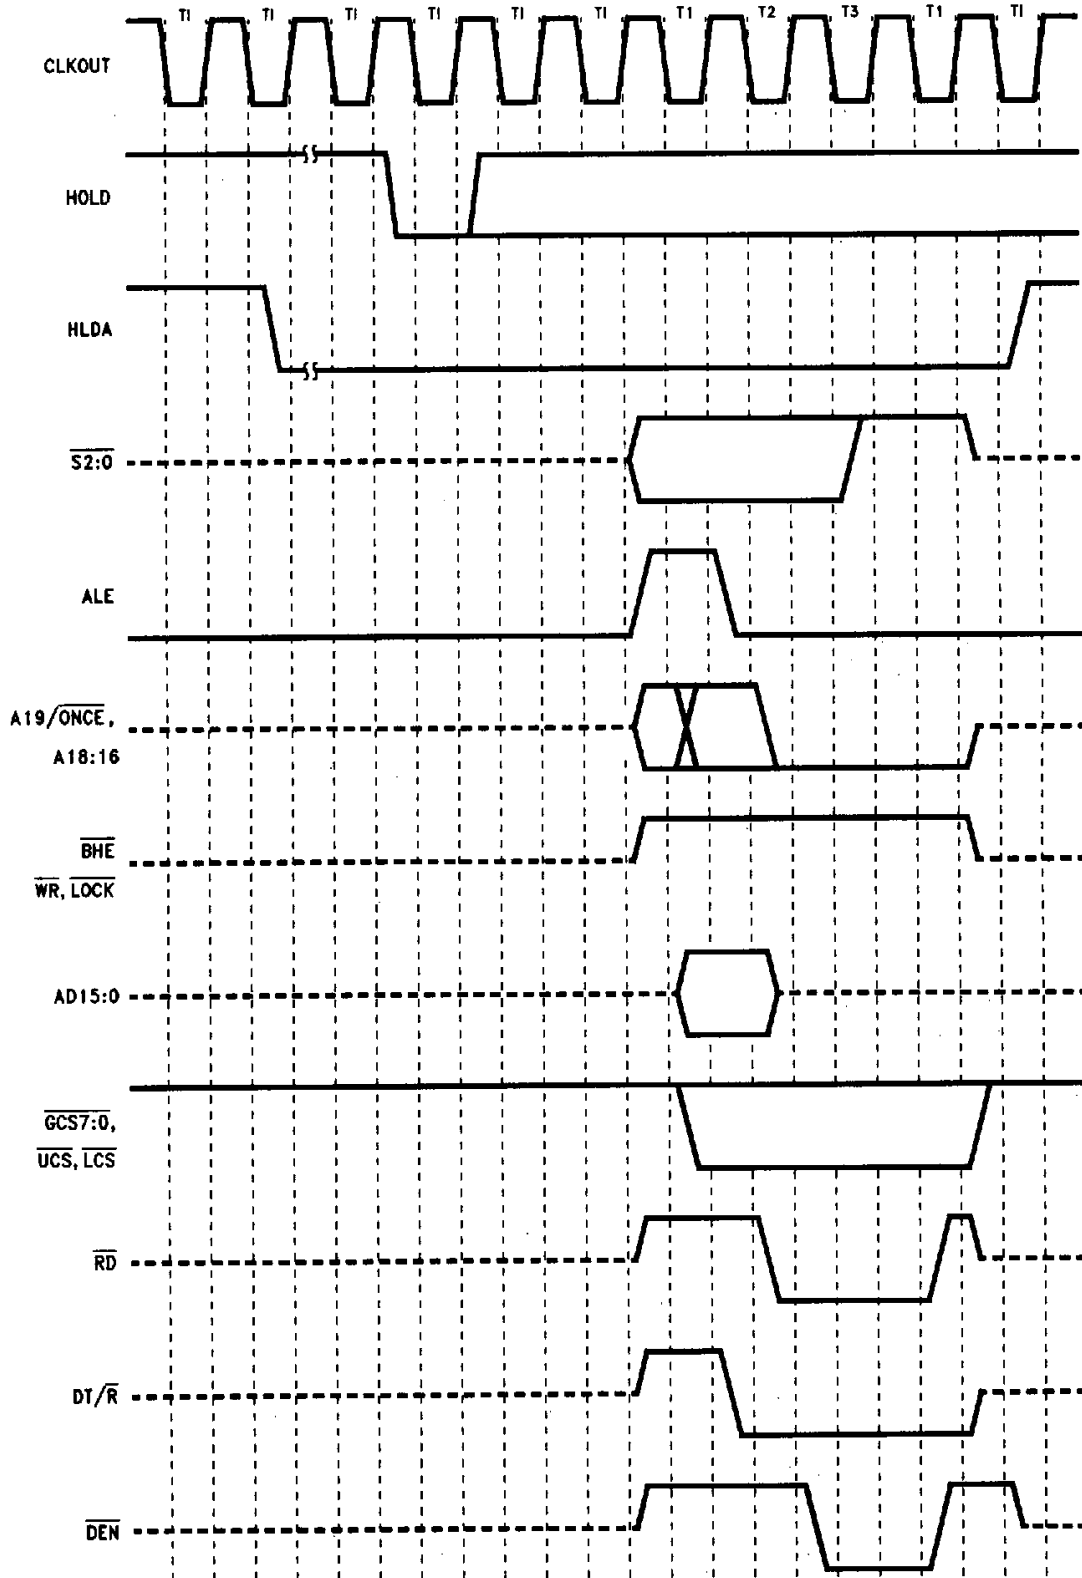 TI TI TI TI TI TI T1 T2 T3 T1 TI
CLKOUT
HOLD
HLDA
S2:0
ALE
A19/ONCE,
A18:16
BHE
WR, LOCK
AD15:0
GCS7:0,
UCS, LCS
RD
DT/R
DEN